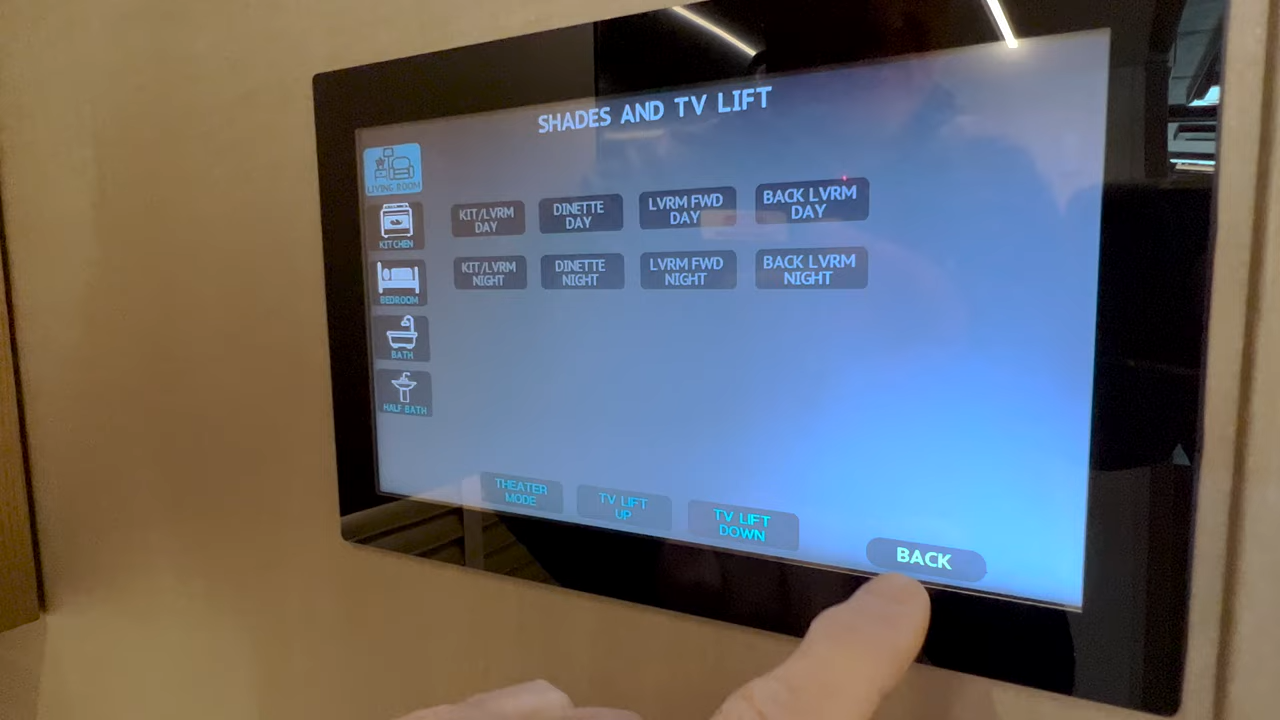 SHADES AND TV LIFT
LIVING ROOM
KITCHEN
BEDROOM
BATH
HALF BATH
KIT/LVRM
DAY
DINETTE
DAY
LVRM FWD
DAY
BACK LVRM
DAY
KIT/LVRM
NIGHT
DINETTE
NIGHT
LVRM FWD
NIGHT
BACK LVRM
NIGHT
THEATER
MODE
TV LIFT
UP
TV LIFT
DOWN
BACK